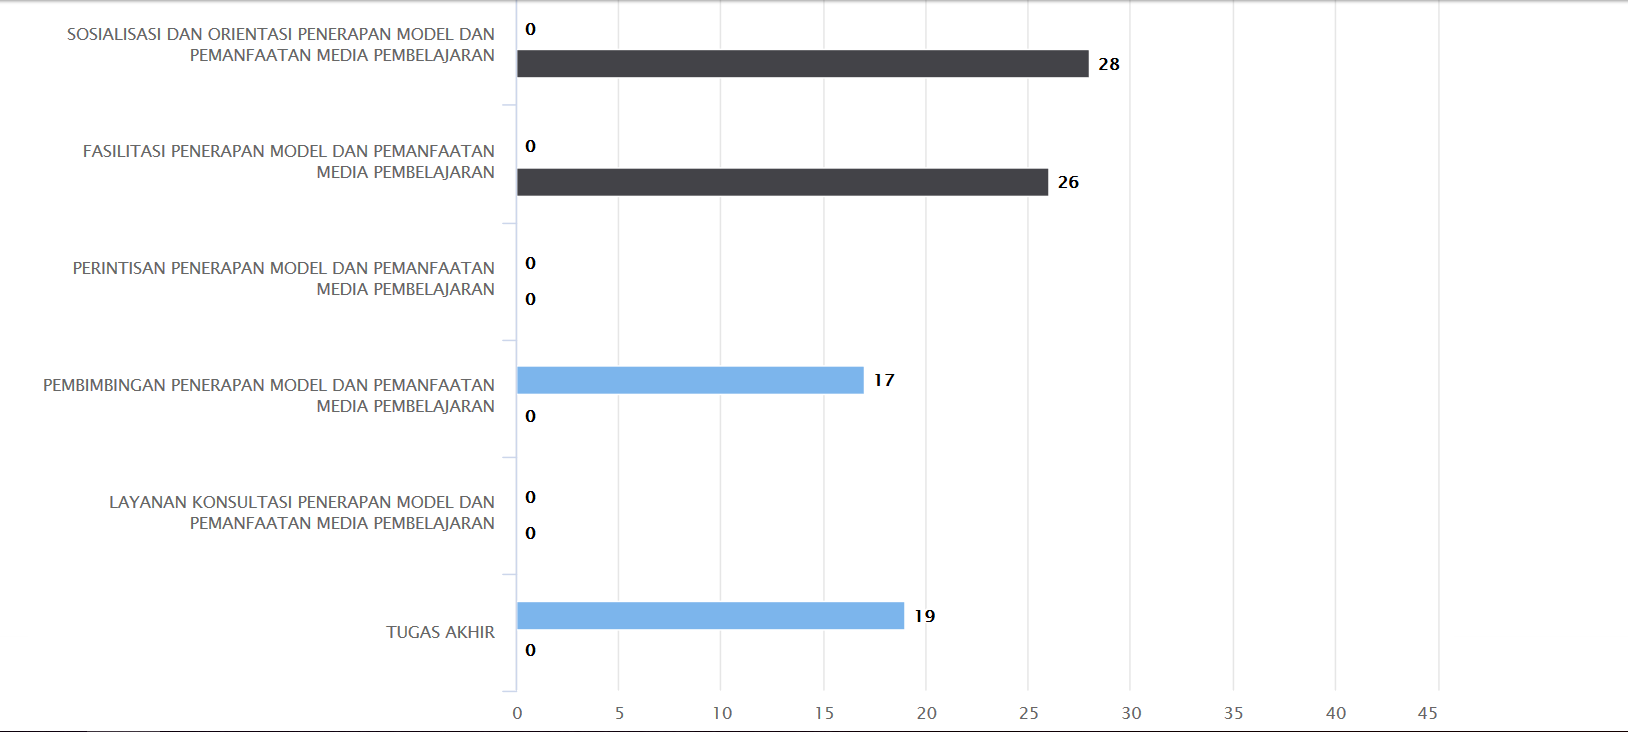 SOSIALISASI DAN ORIENTASI PENERAPAN MODEL DAN
PEMANFAATAN MEDIA PEMBELAJARAN
0
28
FASILITASI PENERAPAN MODEL DAN PEMANFAATAN
MEDIA PEMBELAJARAN
0
26
PERINTISAN PENERAPAN MODEL DAN PEMANFAATAN
MEDIA PEMBELAJARAN
0
0
PEMBIMBINGAN PENERAPAN MODEL DAN PEMANFAATAN
MEDIA PEMBELAJARAN
17
0
LAYANAN KONSULTASI PENERAPAN MODEL DAN
PEMANFAATAN MEDIA PEMBELAJARAN
0
0
TUGAS AKHIR
19
0
0 5 10 15 20 25 30 35 40 45